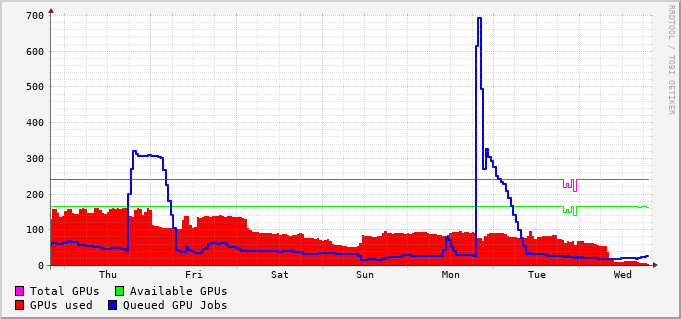 700
600
500
400
300
200
100
0
Thu Fri Sat Sun Mon Tue Wed
Total GPUs Available GPUs
GPUs used Queued GPU Jobs
RRDTOOL / TOBI OETIKER